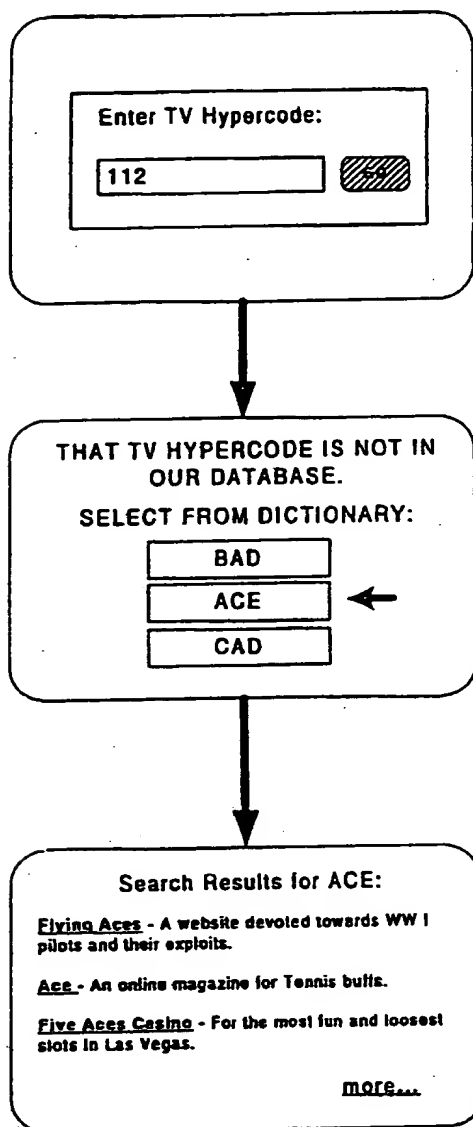 Enter TV Hypercode:
112
THAT TV HYPERCODE IS NOT IN
OUR DATABASE.
SELECT FROM DICTIONARY:
BAD
ACE
CAD
Search Results for ACE:
Flying Aces - A website devoted towards WW I
pilots and their exploits.
Ace - An online magazine for Tennis buffs.
Five Aces Casino - For the most fun and loosest
slots in Las Vegas.
more...